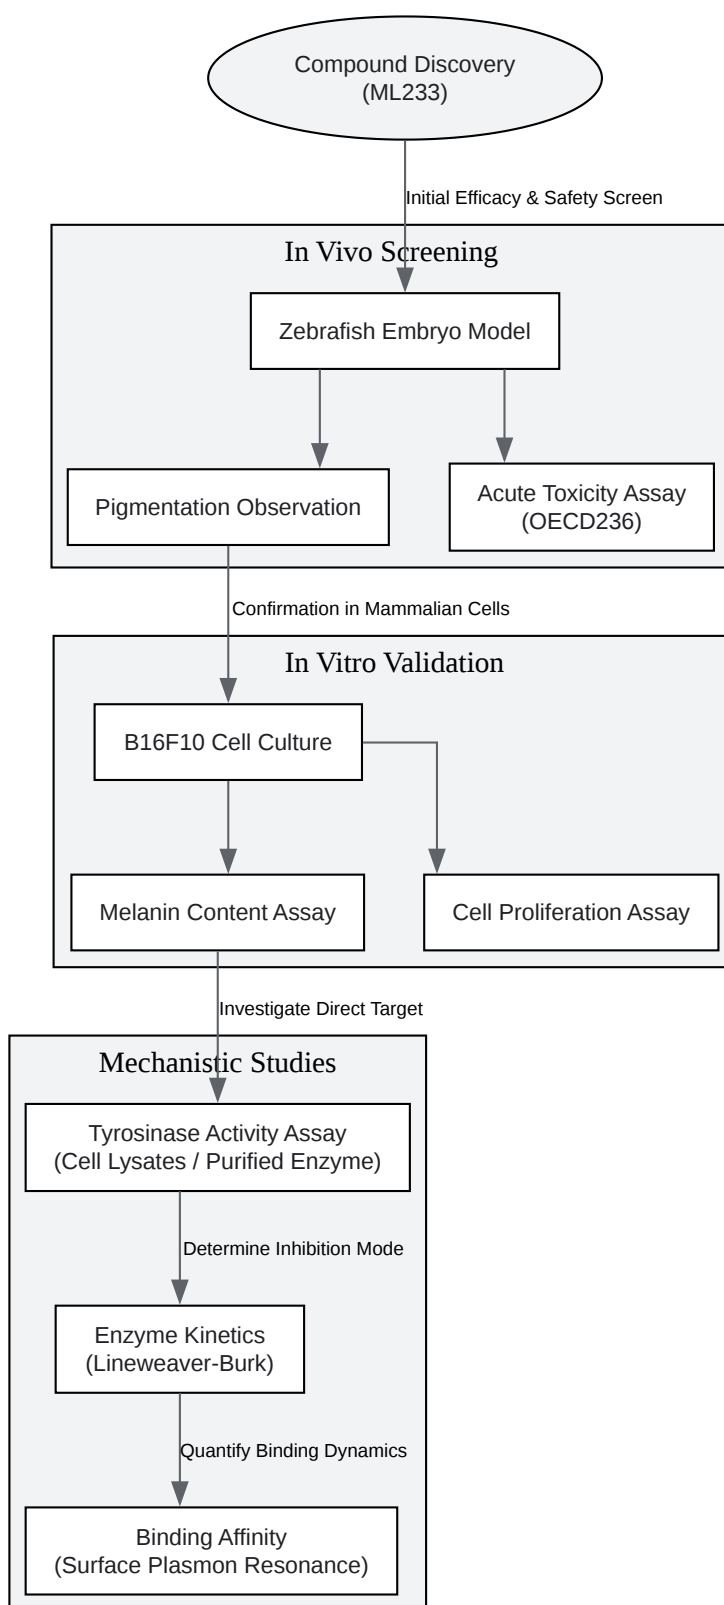 Compound Discovery
(ML233)
Initial Efficacy & Safety Screen
In Vivo Screening
Zebrafish Embryo Model
Pigmentation Observation
Acute Toxicity Assay
(OECD236)
Confirmation in Mammalian Cells
In Vitro Validation
B16F10 Cell Culture
Melanin Content Assay
Cell Proliferation Assay
Investigate Direct Target
Mechanistic Studies
Tyrosinase Activity Assay
(Cell Lysates / Purified Enzyme)
Determine Inhibition Mode
Enzyme Kinetics
(Lineweaver-Burk)
Quantify Binding Dynamics
Binding Affinity
(Surface Plasmon Resonance)